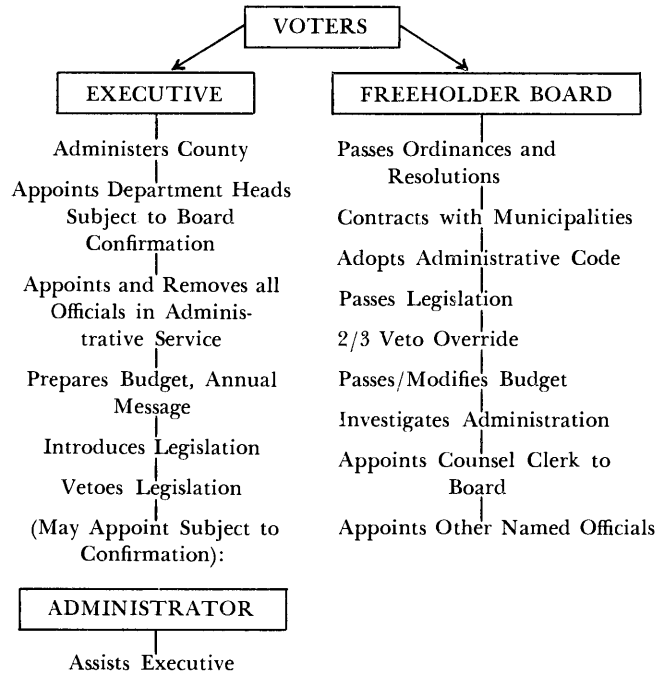 VOTERS
EXECUTIVE
Administers County
Appoints Department Heads
Subject to Board
Confirmation
Appoints and Removes all
Officials in Adminis-
trative Service
Prepares Budget, Annual
Message
Introduces Legislation
Vetoes Legislation
(May Appoint Subject to
Confirmation):
ADMINISTRATOR
Assists Executive
FREEHOLDER BOARD
Passes Ordinances and
Resolutions
Contracts with Municipalities
Adopts Administrative Code
Passes Legislation
2/3 Veto Override
Passes/Modifies Budget
Investigates Administration
Appoints Counsel Clerk to
Board
Appoints Other Named Officials